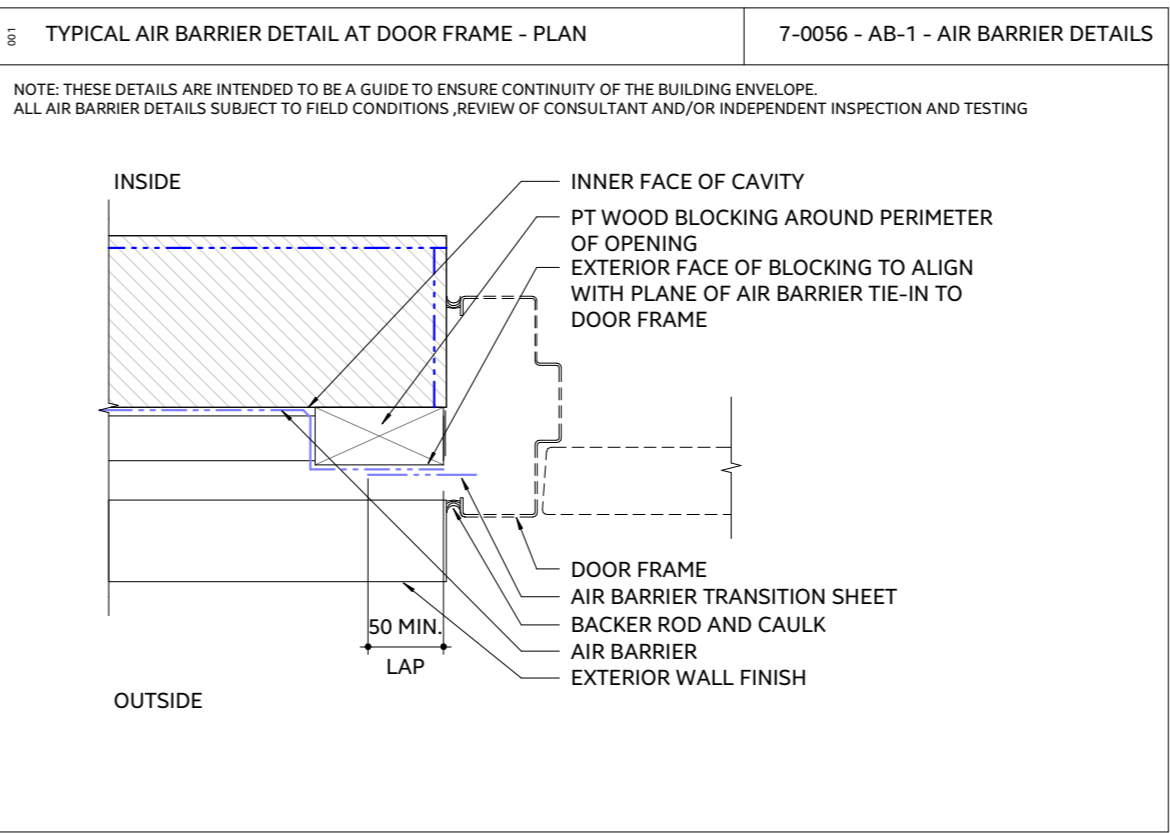 001
TYPICAL AIR BARRIER DETAIL AT DOOR FRAME - PLAN
7-0056 - AB-1 - AIR BARRIER DETAILS
NOTE: THESE DETAILS ARE INTENDED TO BE A GUIDE TO ENSURE CONTINUITY OF THE BUILDING ENVELOPE.
ALL AIR BARRIER DETAILS SUBJECT TO FIELD CONDITIONS ,REVIEW OF CONSULTANT AND/OR INDEPENDENT INSPECTION AND TESTING
INSIDE
INNER FACE OF CAVITY
PT WOOD BLOCKING AROUND PERIMETER
OF OPENING
EXTERIOR FACE OF BLOCKING TO ALIGN
WITH PLANE OF AIR BARRIER TIE-IN TO
DOOR FRAME
DOOR FRAME
AIR BARRIER TRANSITION SHEET
BACKER ROD AND CAULK
AIR BARRIER
EXTERIOR WALL FINISH
50 MIN.
LAP
OUTSIDE